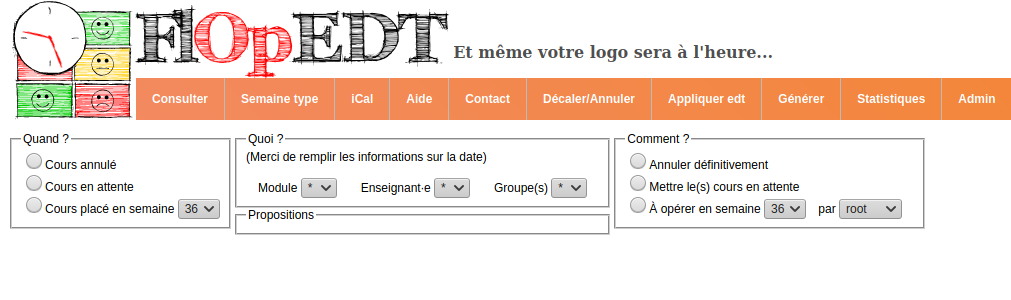 FlOpEDT
Et même votre logo sera à l'heure...
Consulter Semaine type iCal Aide Contact Décaler/Annuler Appliquer edt Générer Statistiques Admin
Quand ?
Cours annulé
Cours en attente
Cours placé en semaine 36
Quoi ?
(Merci de remplir les informations sur la date)
Module * Enseignant·e * Groupe(s) *
Propositions
Comment ?
Annuler définitivement
Mettre le(s) cours en attente
À opérer en semaine 36 par root